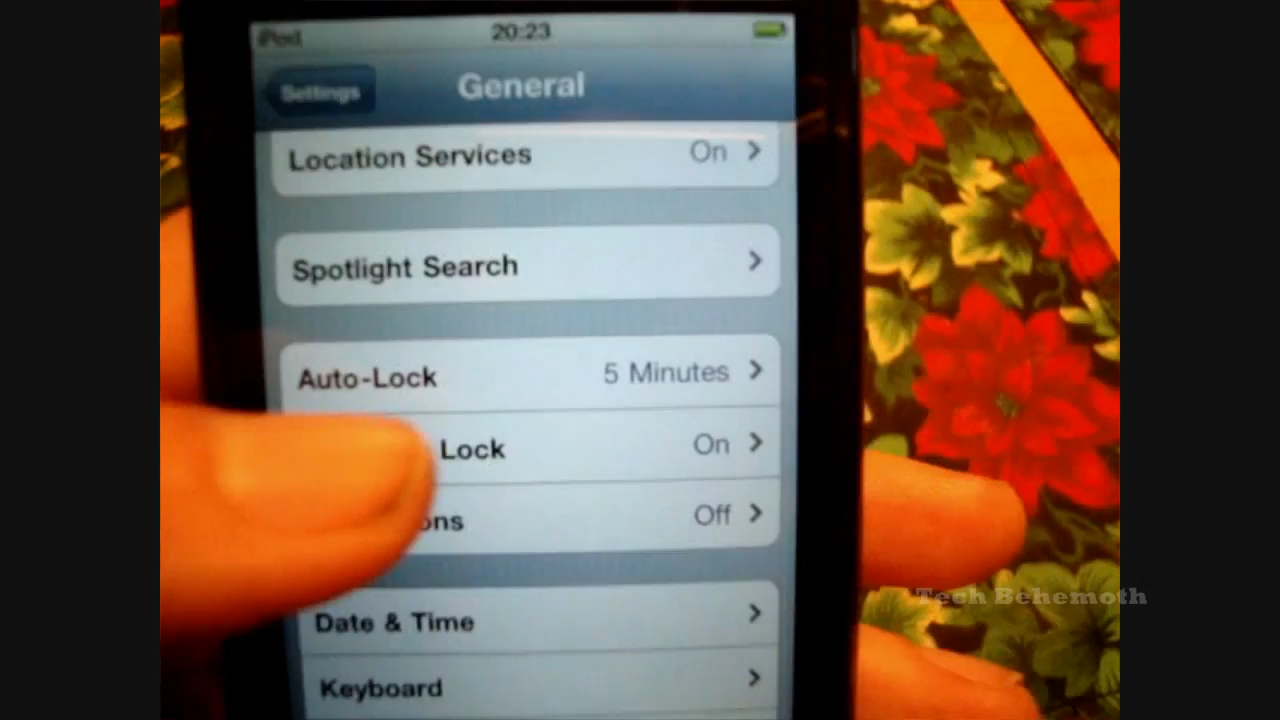 iPod 20:23
Settings General
Location Services On
Spotlight Search
Auto-Lock 5 Minutes
Lock On
ons Off
Date & Time
Keyboard
Tech Behemoth